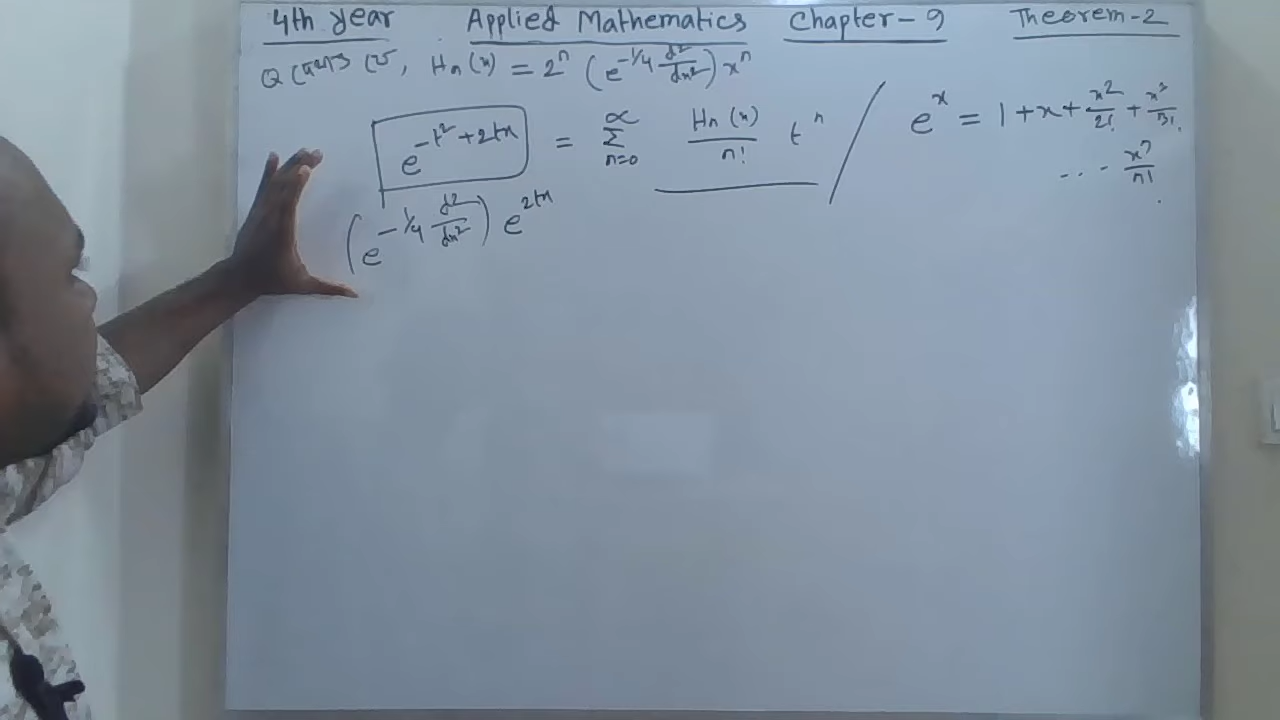 4th year Applied Mathematics Chapter-9 Theorem-2
Hn(x) = 2^n (e^{-1/4 d²/dx²}) x^n
e^{-t²+2tx} = ∑_{n=0}^{∝} Hn(x)/n! t^n
e^x = 1 + x + x²/2! + x³/3!
... - x^n/n!
(e^{-1/4 d²/dx²}) e^{2tx}